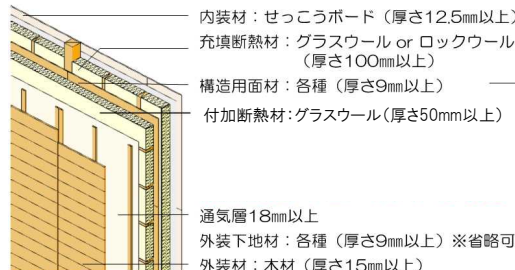 内装材：せっこうボード（厚さ12.5mm以上）
充填断熱材：グラスウール or ロックウール
（厚さ100mm以上）
構造用面材：各種（厚さ9mm以上）
付加断熱材:グラスウール（厚さ50mm以上）
通気層18mm以上
外装下地材：各種（厚さ9mm以上）※省略可
外装材：木材（厚さ15mm以上）